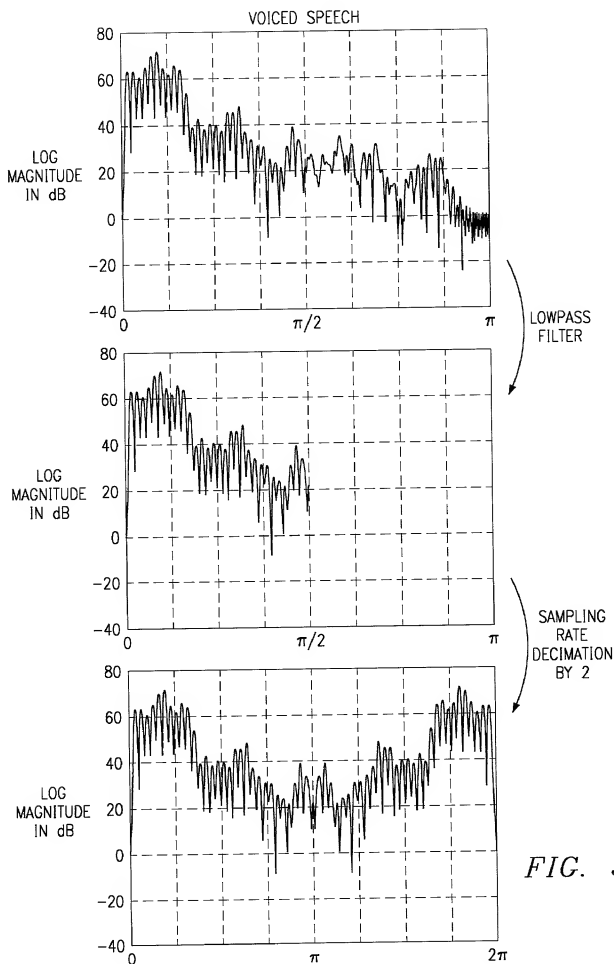 VOICED SPEECH
80
60
40
20
0
−20
−40
LOG
MAGNITUDE
IN dB
0
π/2
π
LOWPASS
FILTER
80
60
40
20
0
−20
−40
LOG
MAGNITUDE
IN dB
0
π/2
π
SAMPLING
RATE
DECIMATION
BY 2
80
60
40
20
0
−20
−40
LOG
MAGNITUDE
IN dB
0
π
2π
FIG.